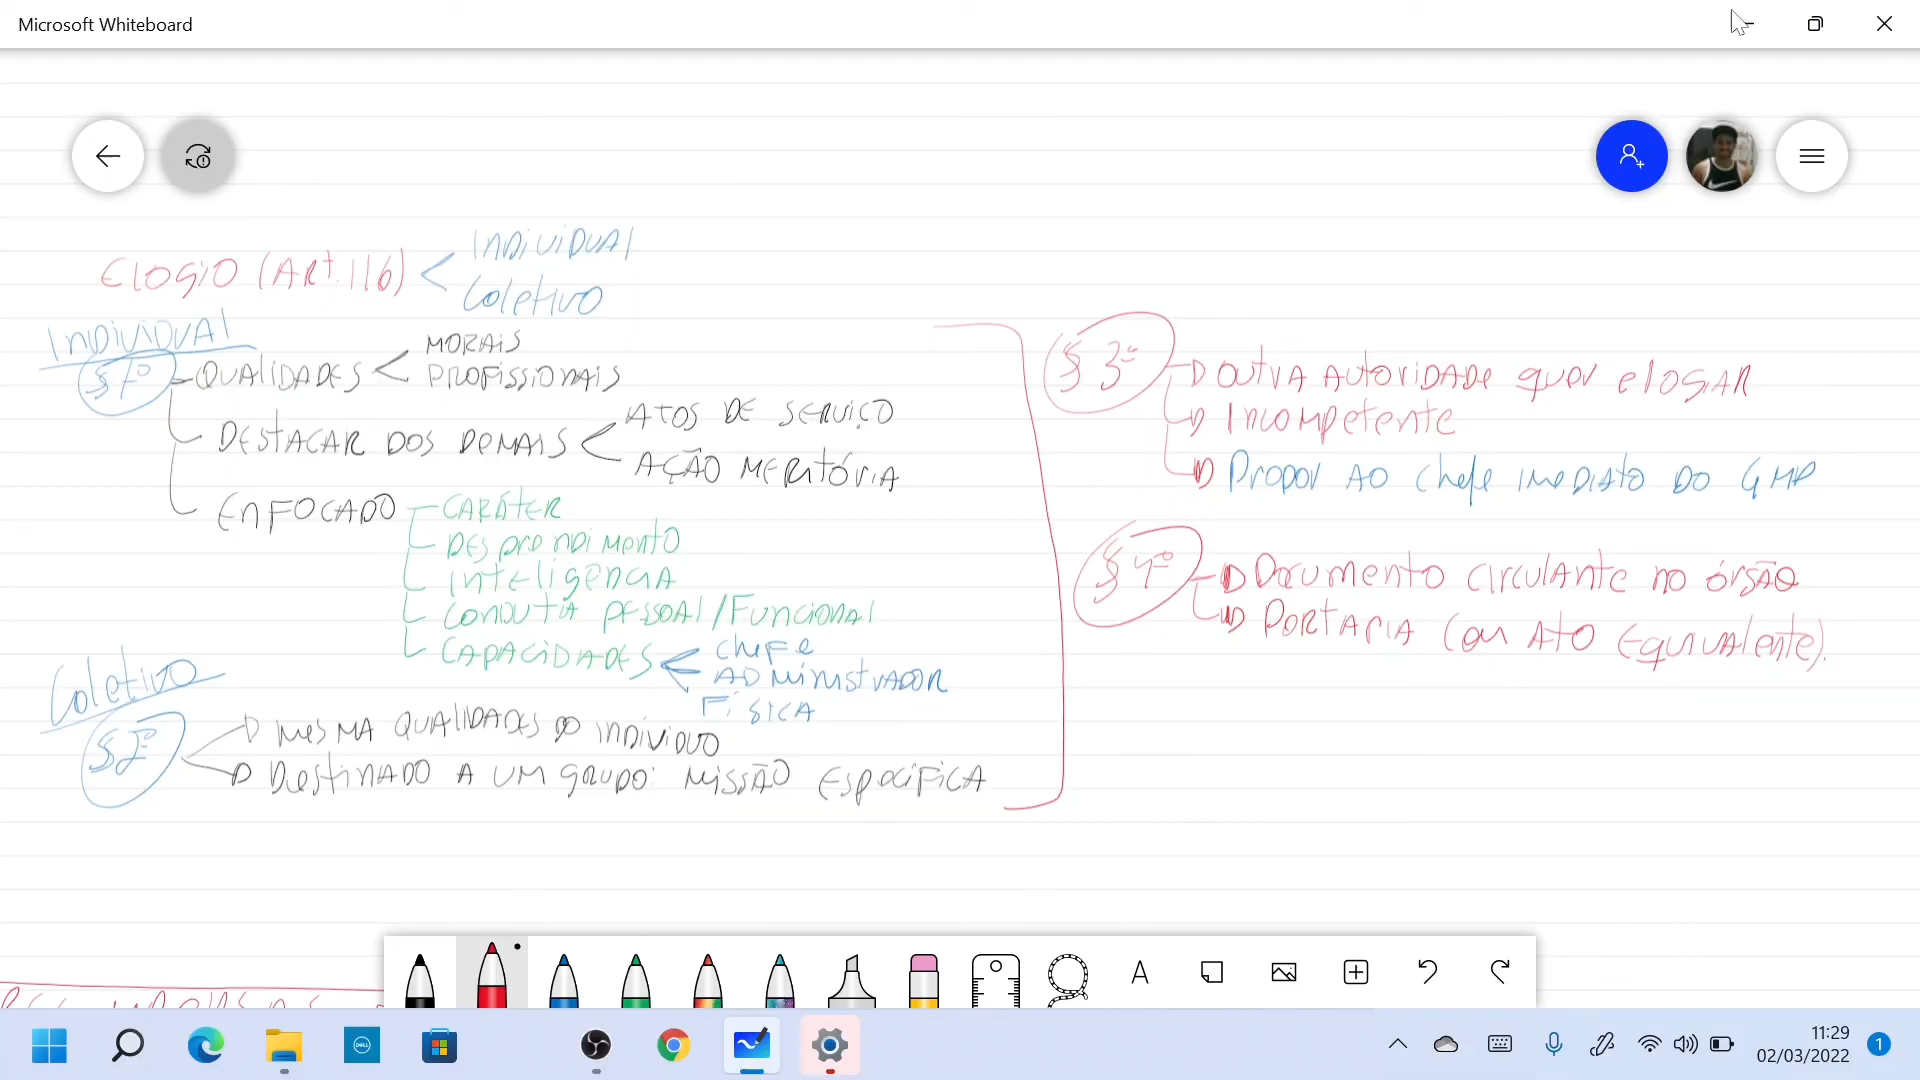 Microsoft Whiteboard
ELOGIO (ARt. 116) < INDIVIDUAL
Coletivo
INDIVIDUAL
§ 1º - QUALIDADES < MORAIS
PROFISSIONAIS
DESTACAR DOS DEMAIS < ATOS DE SERVIÇO
AÇÃO MERITÓRIA
ENFOCADO - CARÁTER
DESPRENDIMENTO
INTELIGÊNCIA
CONDUTA PESSOAL/FUNCIONAL
CAPACIDADES < CHEFE
ADMINISTRADOR
FÍSICA
Coletivo
§ 2º MESMA QUALIDADES DO INDIVIDUO
DESTINADO A UM GRUPO: MISSÃO ESPECÍFICA
§ 3º OUTRA AUTORIDADE quer elogiar
Incompetente
Propor AO Chefe IMEDIATO DO GMP
§ 4º Documento circulante no órgão
PORTARIA (ou ATO Equivalente).
DELL
11:29
02/03/2022
1